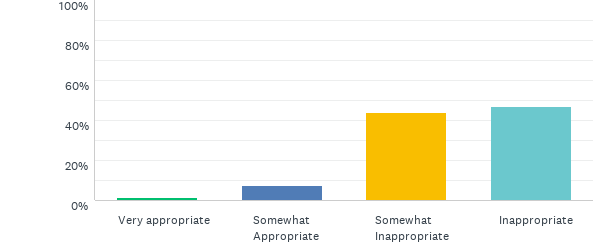 100%
80%
60%
40%
20%
0%
Very appropriate
Somewhat
Appropriate
Somewhat
Inappropriate
Inappropriate